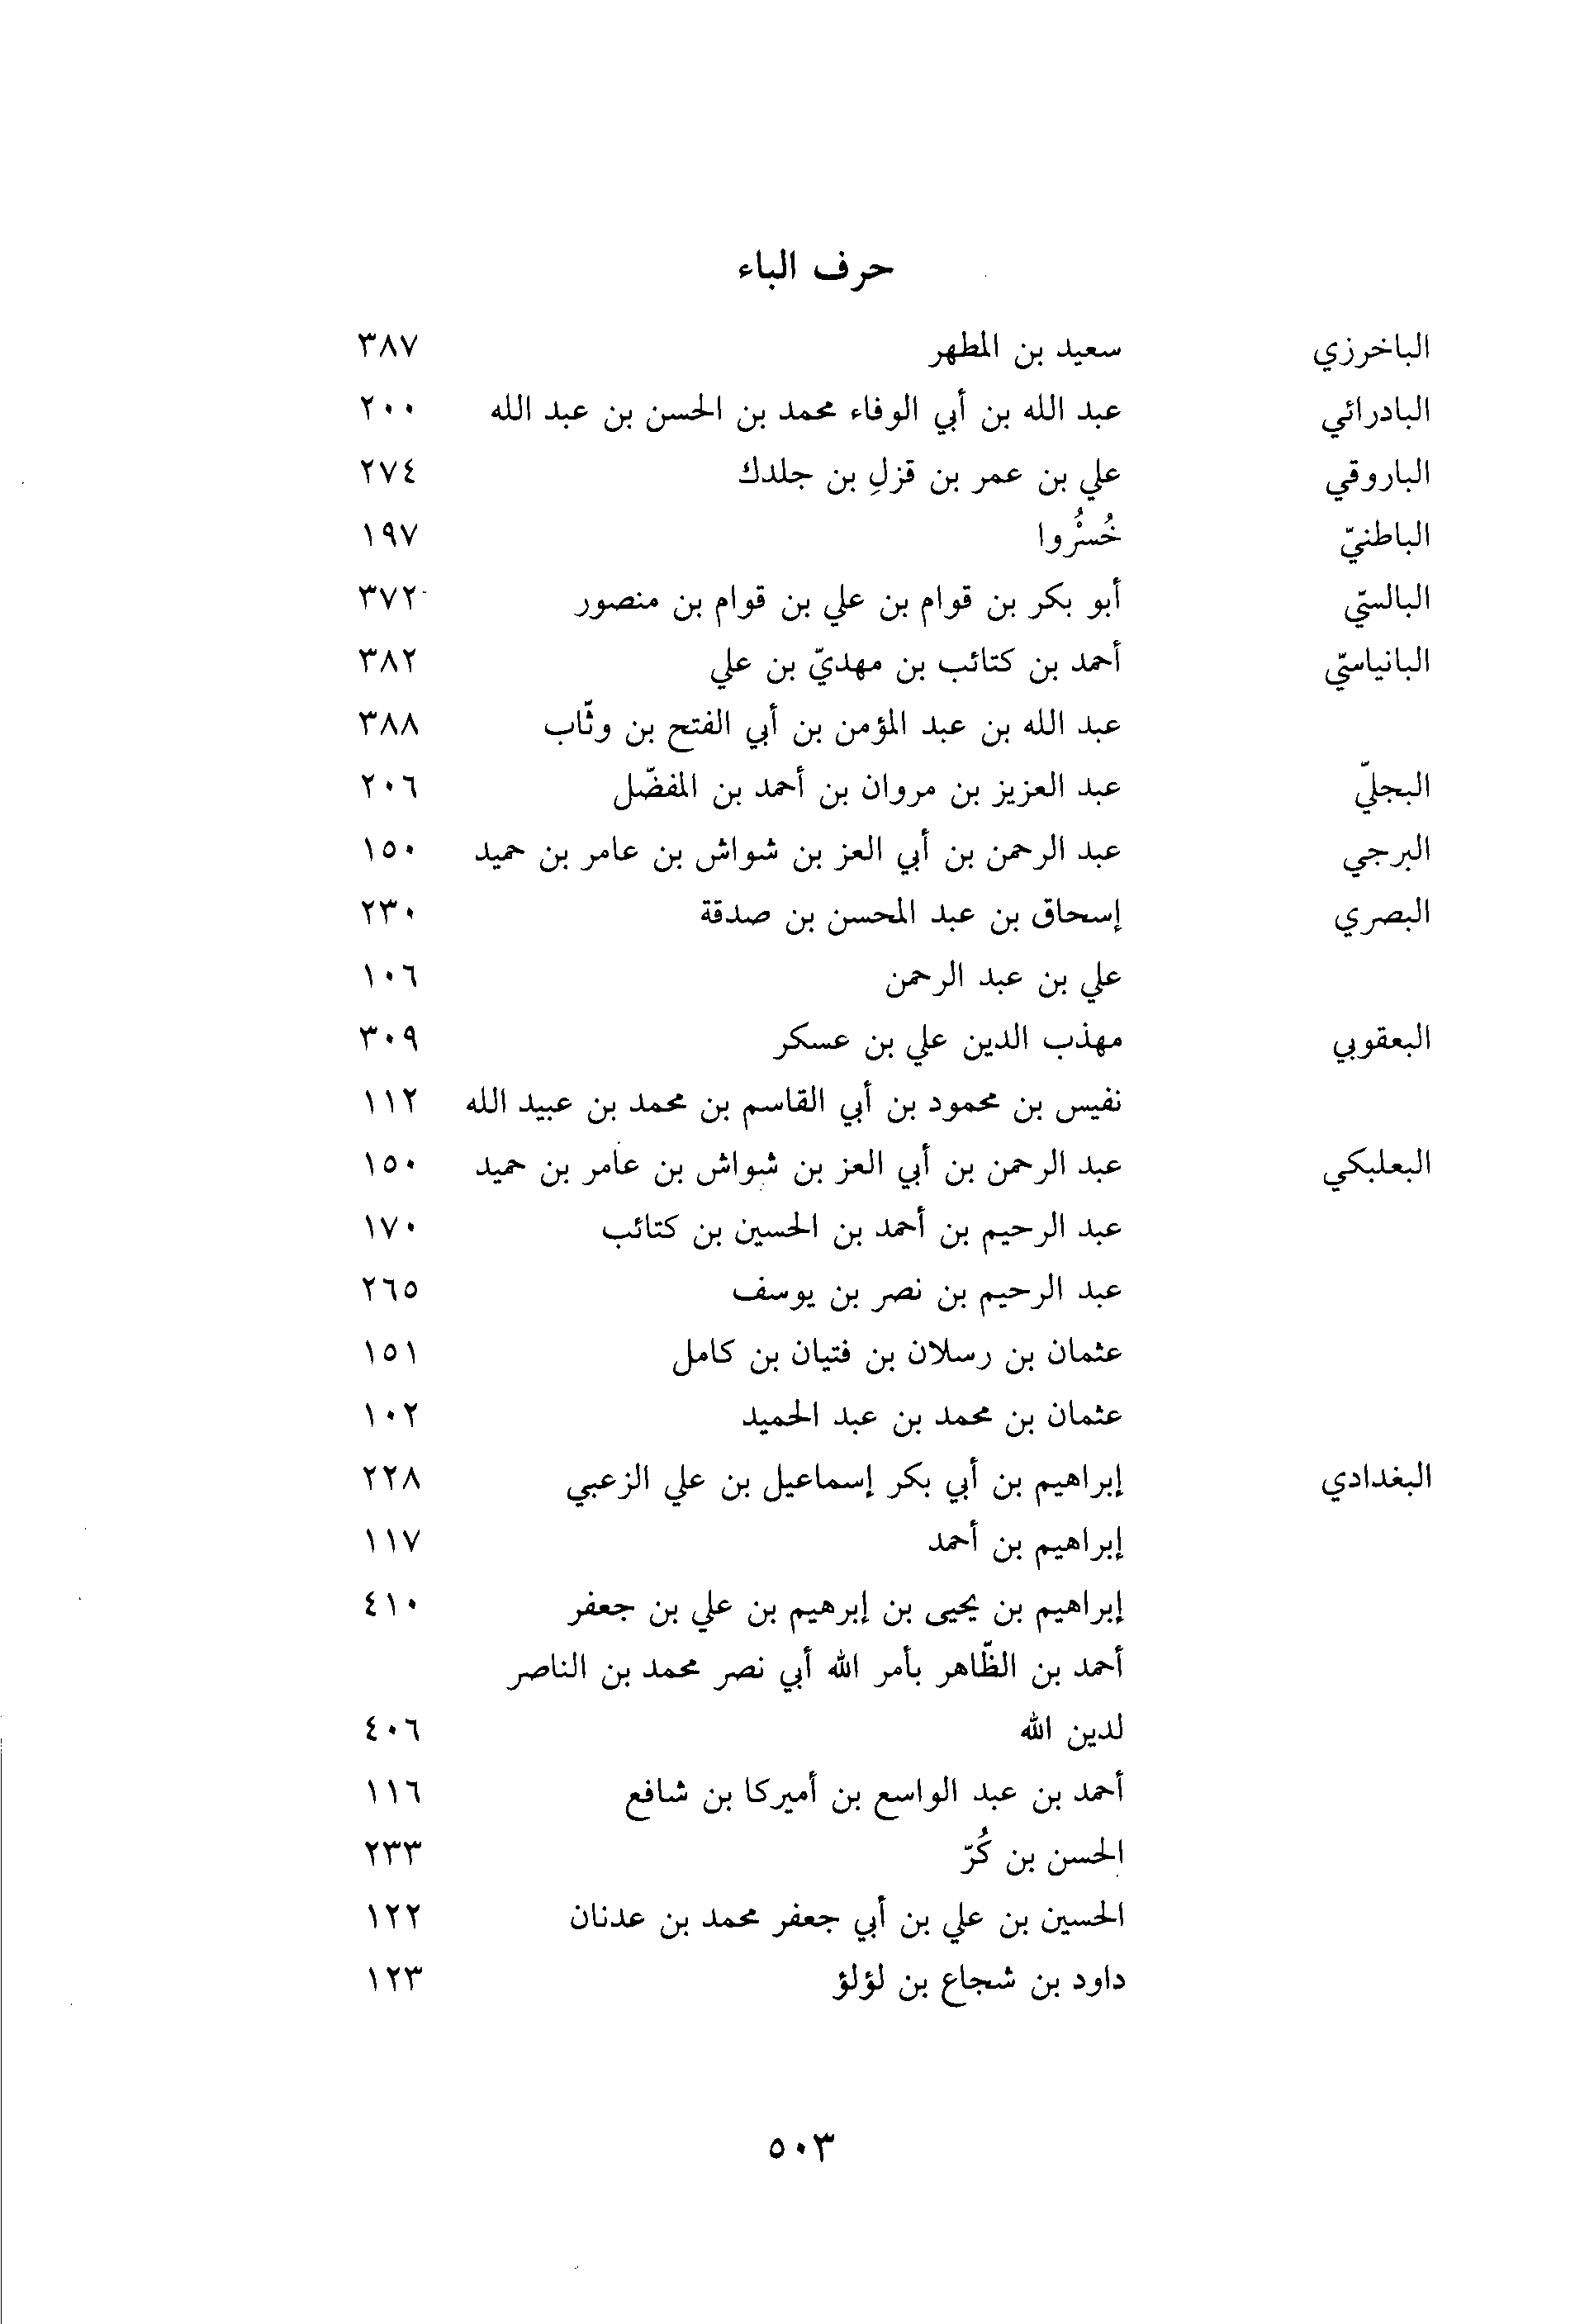 حرف الباء
الباخرزي سعيد بن المطهر ٣٨٧
البادرائي عبد الله بن أبي الوفاء محمد بن الحسن بن عبد الله ٢٠٠
الباروقي علي بن عمر بن قزلِ بن جلدك ٢٧٤
الباطنيّ خُسْرُوا ١٩٧
البالسيّ أبو بكر بن قوام بن علي بن قوام بن منصور ٣٧٢
البانياسيّ أحمد بن كتائب بن مهديّ بن علي ٣٨٢
عبد الله بن عبد المؤمن بن أبي الفتح بن وثّاب ٣٨٨
البجليّ عبد العزيز بن مروان بن أحمد بن المفضّل ٢٠٦
البرجي عبد الرحمن بن أبي العز بن شواش بن عامر بن حميد ١٥٠
البصري إسحاق بن عبد المحسن بن صدقة ٢٣٠
علي بن عبد الرحمن ١٠٦
البعقوبي مهذب الدين علي بن عسكر ٣٠٩
نفيس بن محمود بن أبي القاسم بن محمد بن عبيد الله ١١٢
البعلبكي عبد الرحمن بن أبي العز بن شواش بن عامر بن حميد ١٥٠
عبد الرحيم بن أحمد بن الحسين بن كتائب ١٧٠
عبد الرحيم بن نصر بن يوسف ٢٦٥
عثمان بن رسلان بن فتيان بن كامل ١٥١
عثمان بن محمد بن عبد الحميد ١٠٢
البغدادي إبراهيم بن أبي بكر إسماعيل بن علي الزعبي ٢٢٨
إبراهيم بن أحمد ١١٧
إبراهيم بن يحيى بن إبرهيم بن علي بن جعفر ٤١٠
أحمد بن الظّاهر بأمر الله أبي نصر محمد بن الناصر
لدين الله ٤٠٦
أحمد بن عبد الواسع بن أميركا بن شافع ١١٦
الحسن بن كُرّ ٢٣٣
الحسين بن علي بن أبي جعفر محمد بن عدنان ١٢٢
داود بن شجاع بن لؤلؤ ١٢٣
٥٠٣